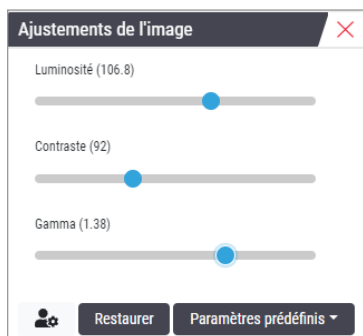 Ajustements de l'image
Luminosité (106.8)
Contraste (92)
Gamma (1.38)
Restaurer
Paramètres prédéfinis